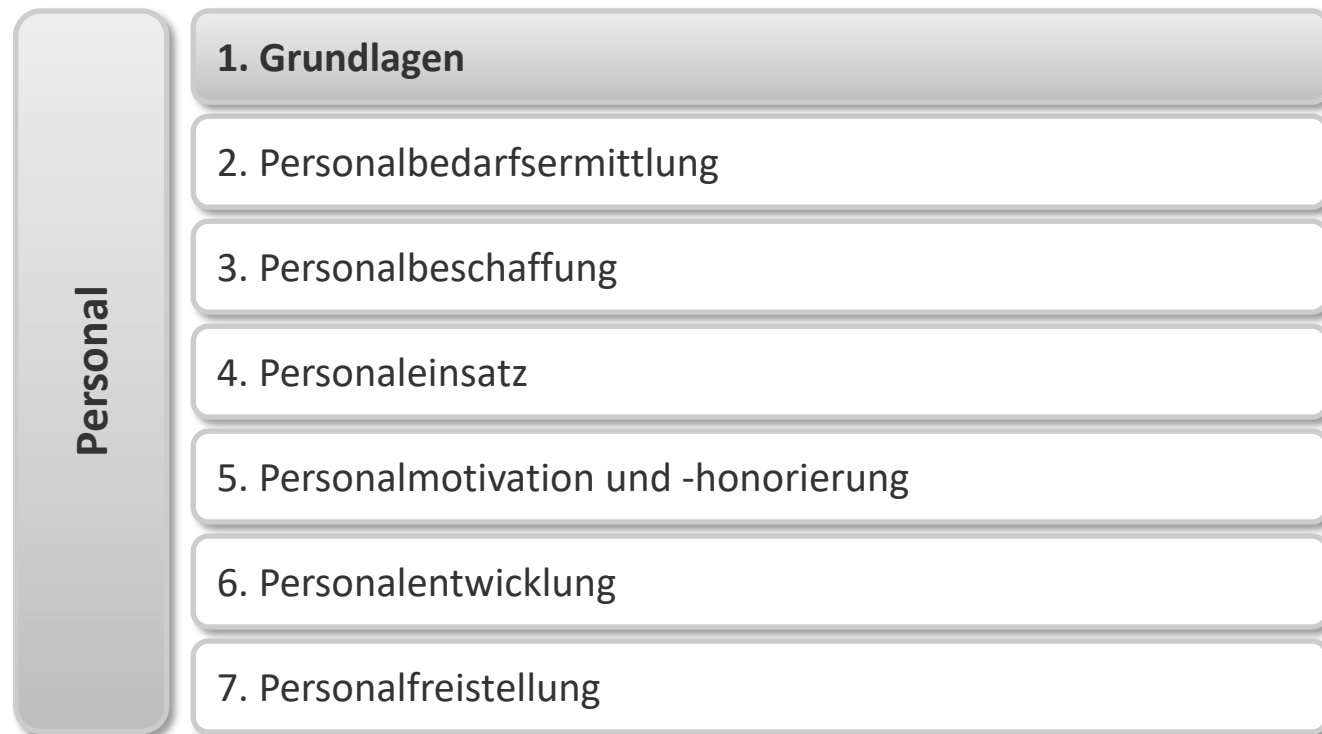 Personal
1. Grundlagen
2. Personalbedarfsermittlung
3. Personalbeschaffung
4. Personaleinsatz
5. Personalmotivation und -honorierung
6. Personalentwicklung
7. Personalfreistellung